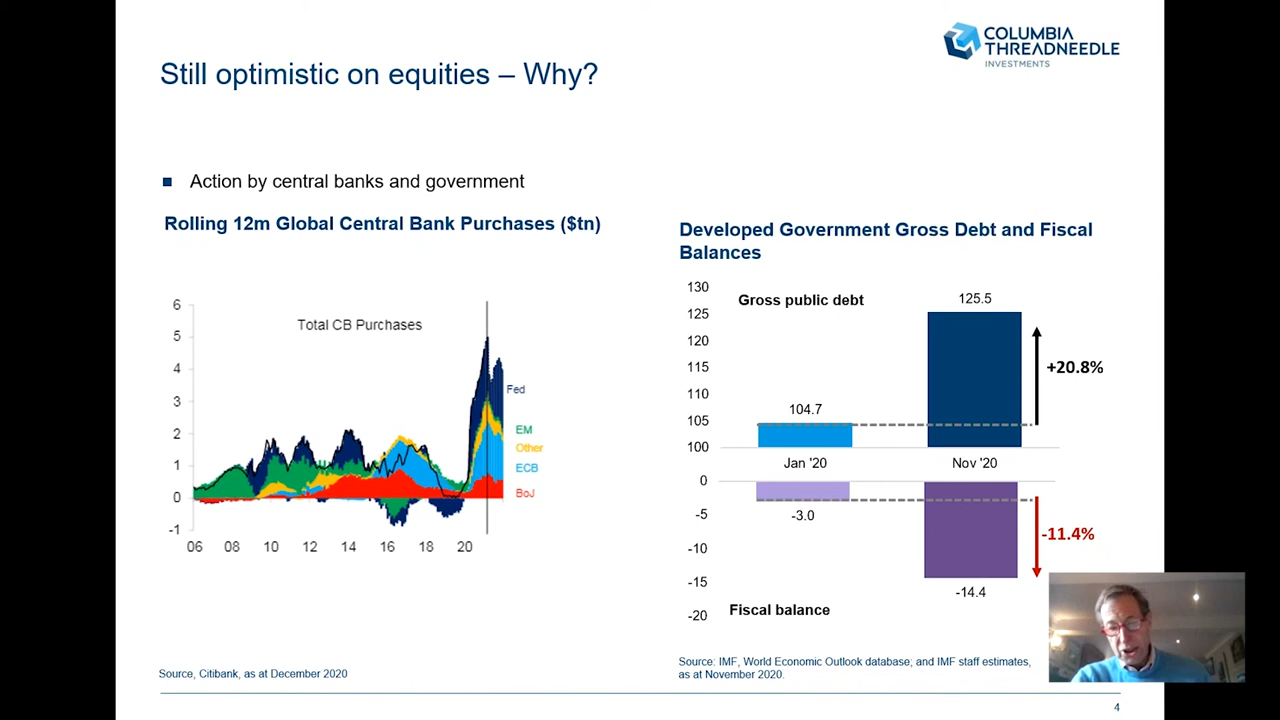 COLUMBIA
THREADNEEDLE
INVESTMENTS
Still optimistic on equities – Why?
Action by central banks and government
Rolling 12m Global Central Bank Purchases ($tn)
6
5
4
3
2
1
0
-1
Total CB Purchases
Fed
EM
Other
ECB
BoJ
06 08 10 12 14 16 18 20
Source, Citibank, as at December 2020
Developed Government Gross Debt and Fiscal
Balances
130
125
120
115
110
105
100
Gross public debt
125.5
104.7
+20.8%
Jan '20 Nov '20
0
-5
-10
-15
-20
-3.0
-11.4%
-14.4
Fiscal balance
Source: IMF, World Economic Outlook database; and IMF staff estimates,
as at November 2020.
4